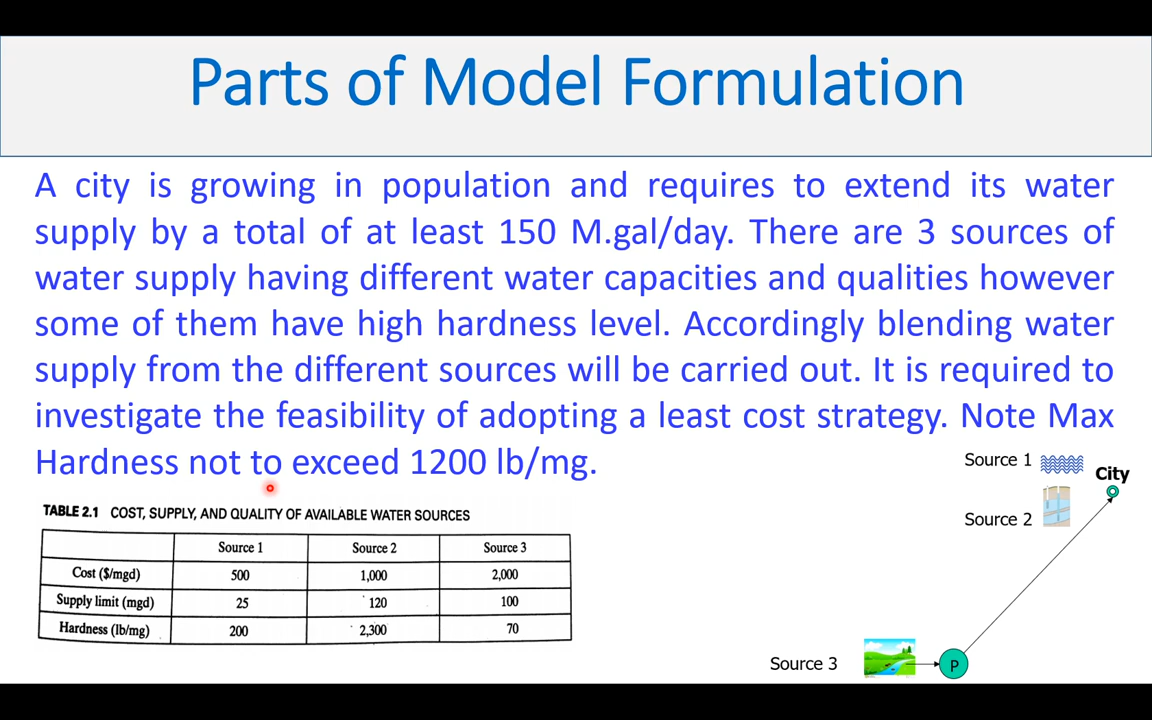 Parts of Model Formulation
A city is growing in population and requires to extend its water
supply by a total of at least 150 M.gal/day. There are 3 sources of
water supply having different water capacities and qualities however
some of them have high hardness level. Accordingly blending water
supply from the different sources will be carried out. It is required to
investigate the feasibility of adopting a least cost strategy. Note Max
Hardness not to exceed 1200 lb/mg.
Source 1
City
Source 2
TABLE 2.1 COST, SUPPLY, AND QUALITY OF AVAILABLE WATER SOURCES
Source 1 Source 2 Source 3
Cost ($/mgd) 500 1,000 2,000
Supply limit (mgd) 25 120 100
Hardness (lb/mg) 200 2,300 70
Source 3
P